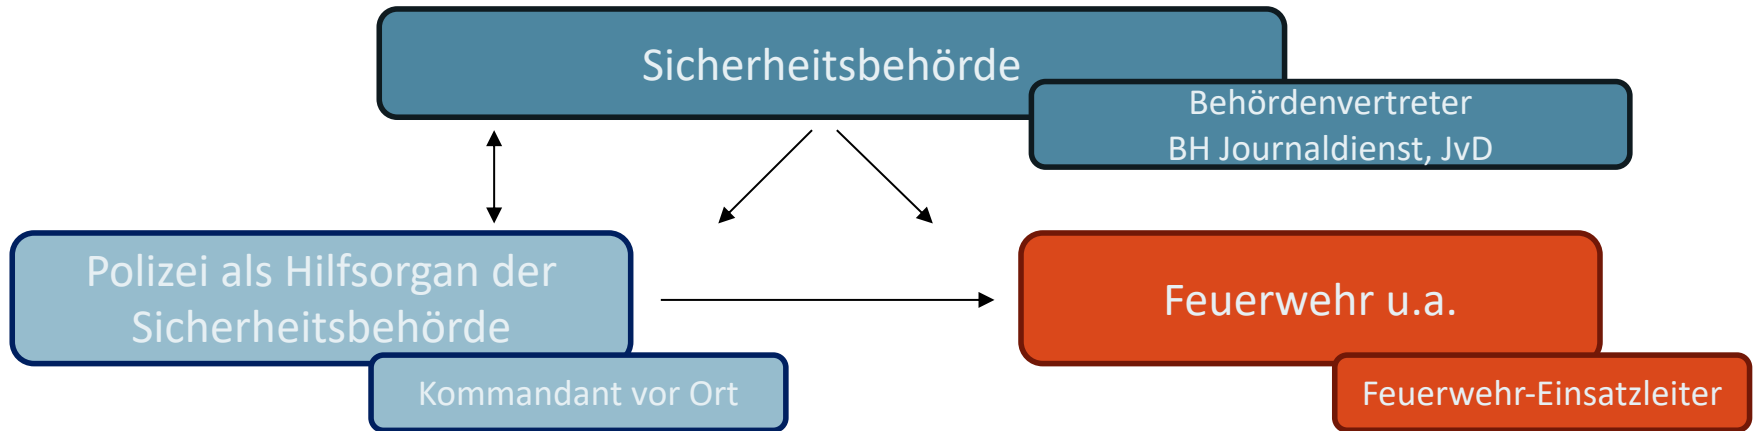 Sicherheitsbehörde
Behördenvertreter
BH Journaldienst, JvD
Polizei als Hilfsorgan der
Sicherheitsbehörde
Kommandant vor Ort
Feuerwehr u.a.
Feuerwehr-Einsatzleiter